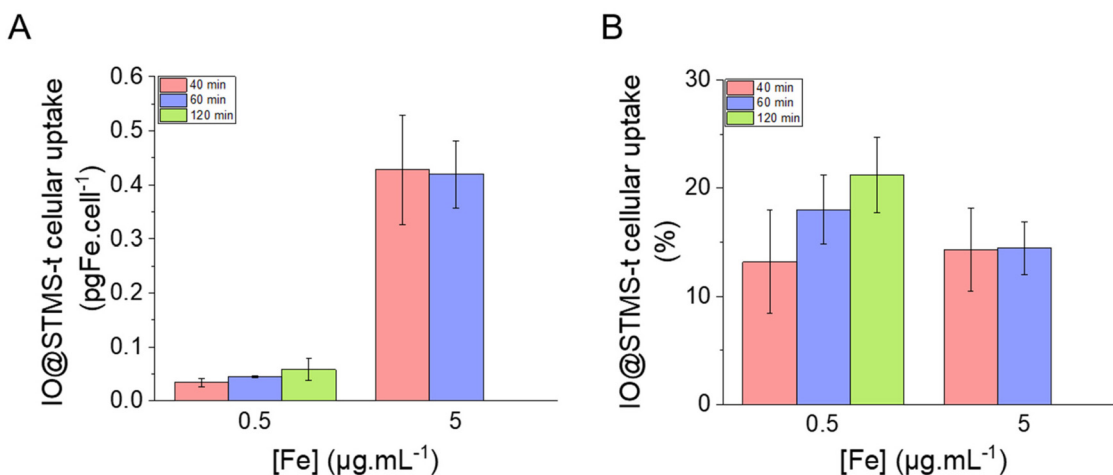 A
IO@STMS-t celular uptake
(pgFe.cell⁻¹)
0.6
0.5
0.4
0.3
0.2
0.1
0.0
40 min
60 min
120 min
0.5
5
[Fe] (µg.mL⁻¹)
B
IO@STMS-t cellular uptake
(%)
30
20
10
0
40 min
60 min
120 min
0.5
5
[Fe] (µg.mL⁻¹)